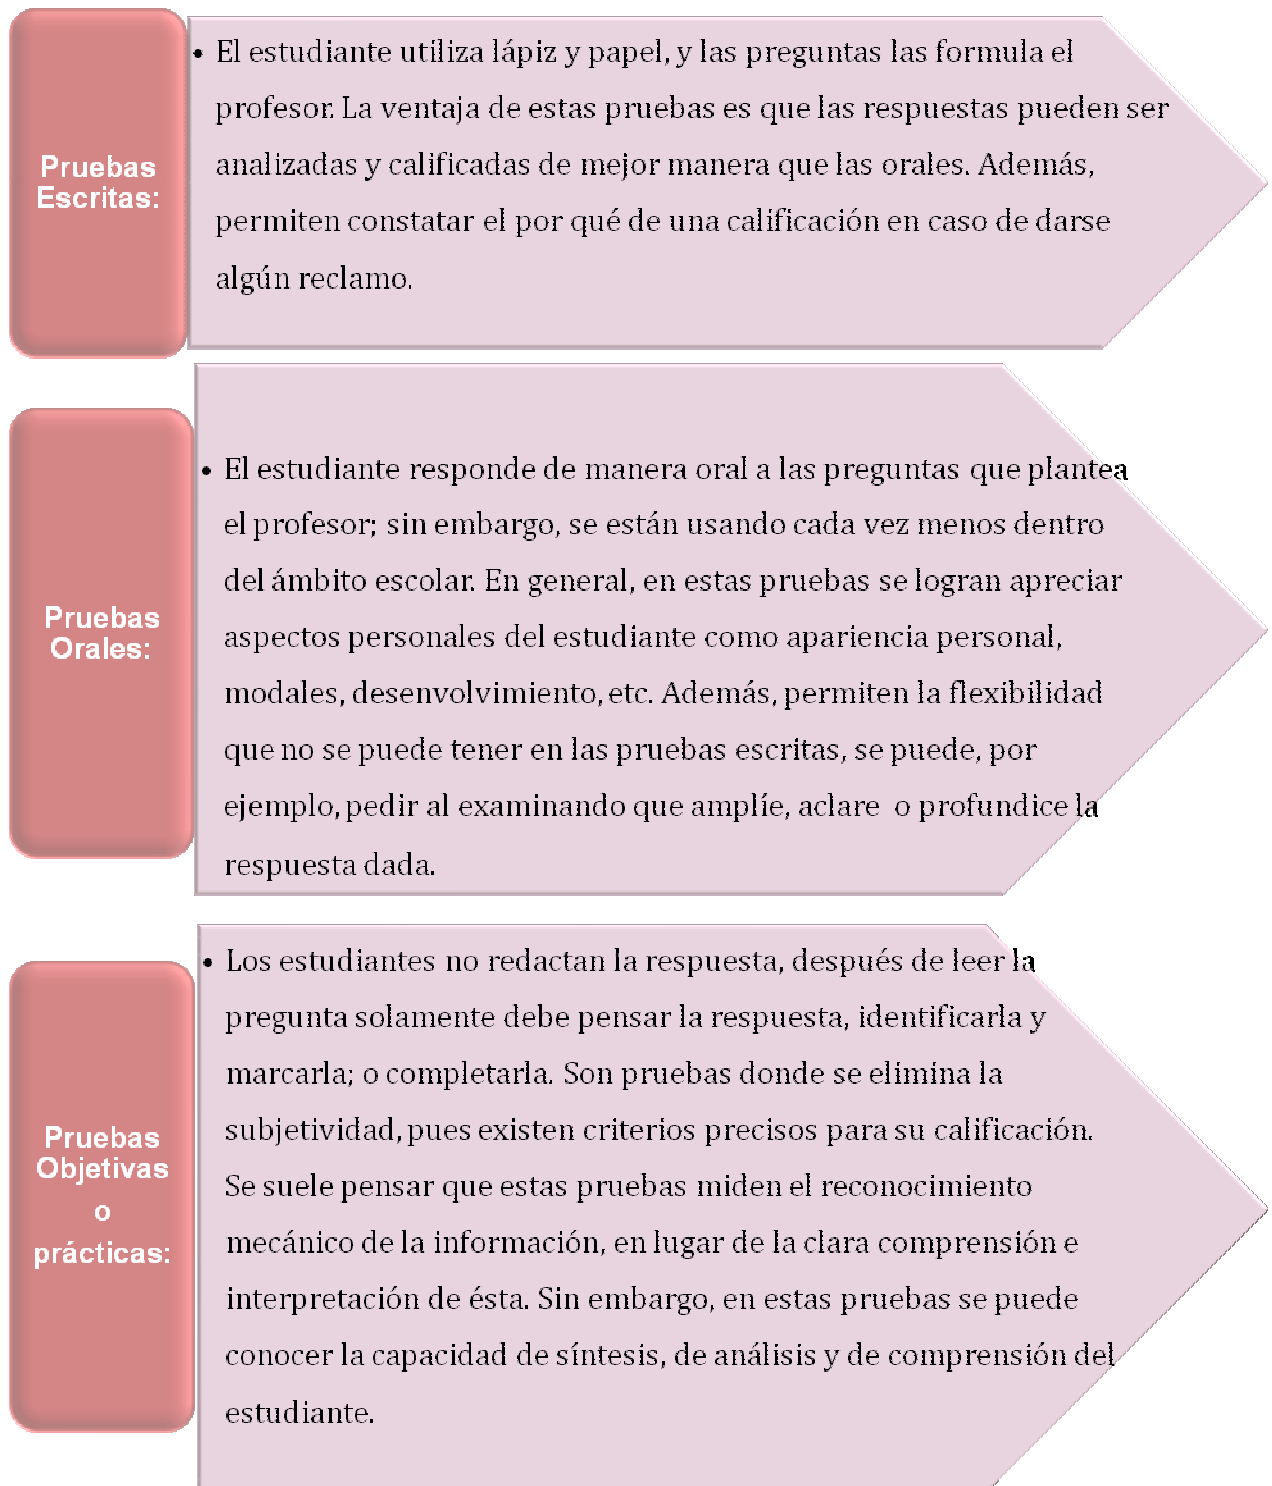 Pruebas
Escritas:
• El estudiante utiliza lápiz y papel, y las preguntas las formula el
profesor. La ventaja de estas pruebas es que las respuestas pueden ser
analizadas y calificadas de mejor manera que las orales. Además,
permiten constatar el por qué de una calificación en caso de darse
algún reclamo.
Pruebas
Orales:
• El estudiante responde de manera oral a las preguntas que plantea
el profesor; sin embargo, se están usando cada vez menos dentro
del ámbito escolar. En general, en estas pruebas se logran apreciar
aspectos personales del estudiante como apariencia personal,
modales, desenvolvimiento, etc. Además, permiten la flexibilidad
que no se puede tener en las pruebas escritas, se puede, por
ejemplo, pedir al examinando que amplíe, aclare o profundice la
respuesta dada.
Pruebas
Objetivas
o
prácticas:
• Los estudiantes no redactan la respuesta, después de leer la
pregunta solamente debe pensar la respuesta, identificarla y
marcarla; o completarla. Son pruebas donde se elimina la
subjetividad, pues existen criterios precisos para su calificación.
Se suele pensar que estas pruebas miden el reconocimiento
mecánico de la información, en lugar de la clara comprensión e
interpretación de ésta. Sin embargo, en estas pruebas se puede
conocer la capacidad de síntesis, de análisis y de comprensión del
estudiante.